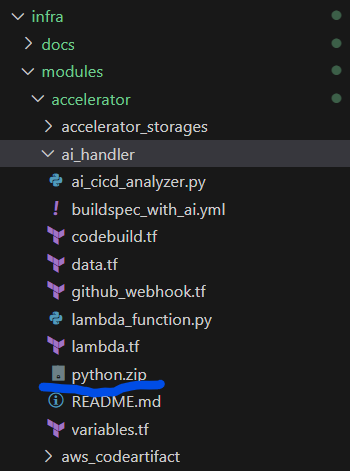 infra
docs
modules
accelerator
accelerator_storages
ai_handler
ai_cicd_analyzer.py
! buildspec_with_ai.yml
codebuild.tf
data.tf
github_webhook.tf
lambda_function.py
lambda.tf
python.zip
README.md
variables.tf
aws_codeartifact